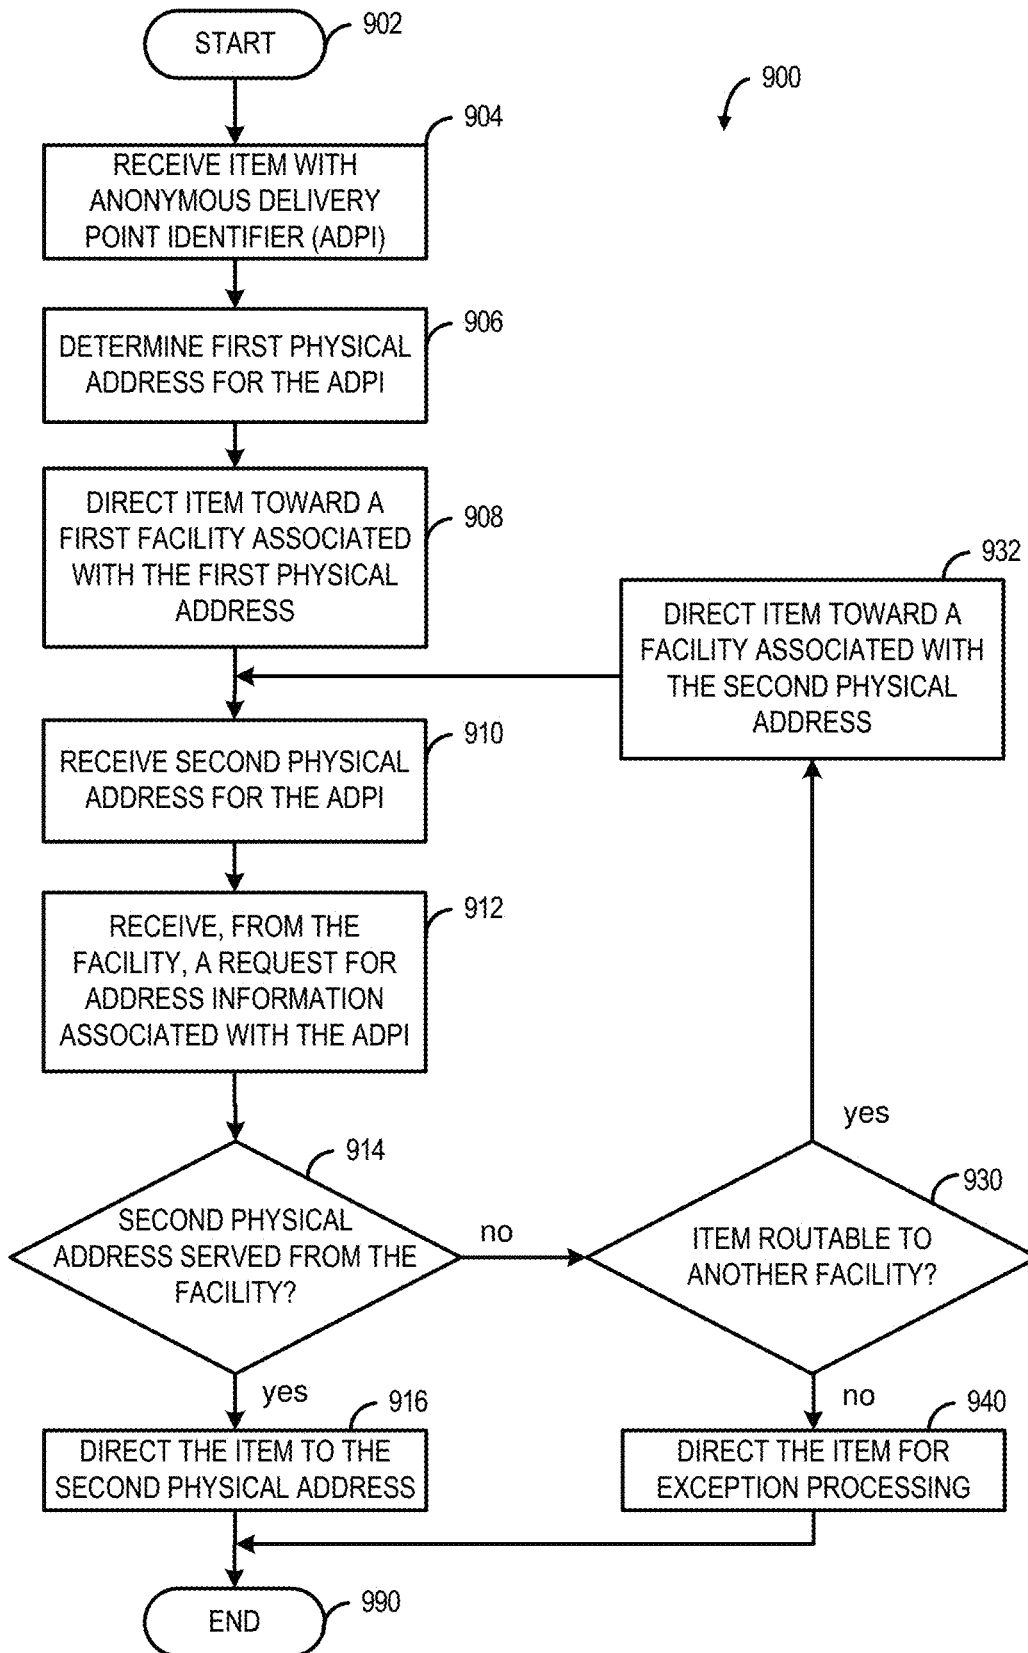 START
902
900
904
RECEIVE ITEM WITH
ANONYMOUS DELIVERY
POINT IDENTIFIER (ADPI)
906
DETERMINE FIRST PHYSICAL
ADDRESS FOR THE ADPI
908
DIRECT ITEM TOWARD A
FIRST FACILITY ASSOCIATED
WITH THE FIRST PHYSICAL
ADDRESS
932
DIRECT ITEM TOWARD A
FACILITY ASSOCIATED WITH
THE SECOND PHYSICAL
ADDRESS
910
RECEIVE SECOND PHYSICAL
ADDRESS FOR THE ADPI
912
RECEIVE, FROM THE
FACILITY, A REQUEST FOR
ADDRESS INFORMATION
ASSOCIATED WITH THE ADPI
914
SECOND PHYSICAL
ADDRESS SERVED FROM THE
FACILITY?
no
yes
930
ITEM ROUTABLE TO
ANOTHER FACILITY?
yes
916
DIRECT THE ITEM TO THE
SECOND PHYSICAL ADDRESS
no
940
DIRECT THE ITEM FOR
EXCEPTION PROCESSING
END
990